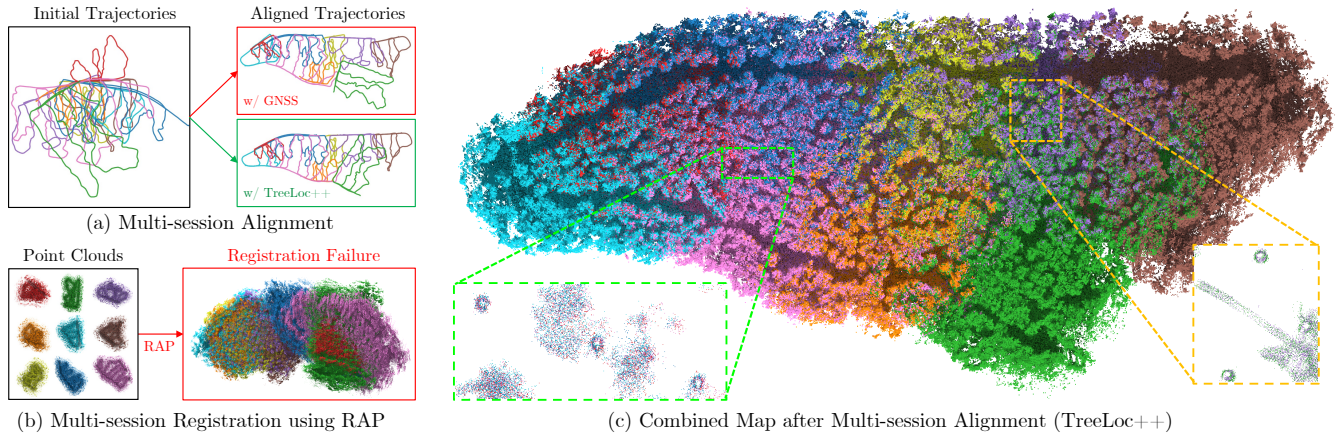 Initial Trajectories
Aligned Trajectories
w/ GNSS
w/ TreeLoc++
(a) Multi-session Alignment
Point Clouds
Registration Failure
RAP
(b) Multi-session Registration using RAP
(c) Combined Map after Multi-session Alignment (TreeLoc++)